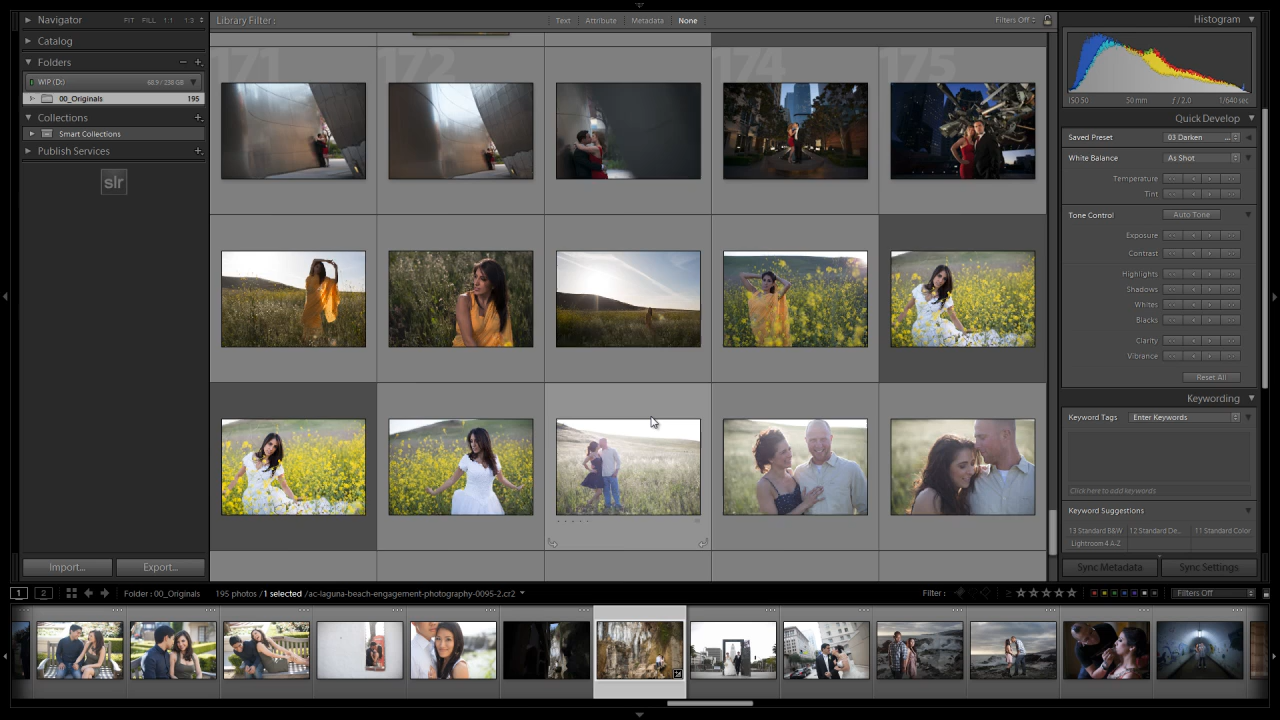 Navigator FIT FILL 1:1 1:3
Catalog
Folders
WIP (D:) 68.9 / 238 GB
00_Originals 195
Collections
Smart Collections
Publish Services
slr
Import...
Export...
Library Filter :
Text Attribute Metadata None
Filters Off
171
172
174
175
Histogram
ISO 50 50 mm ƒ / 2.0 1/640 sec
Quick Develop
Saved Preset 03 Darken ...
White Balance As Shot
Temperature
Tint
Tone Control Auto Tone
Exposure
Contrast
Highlights
Shadows
Whites
Blacks
Clarity
Vibrance
Reset All
Keywording
Keyword Tags Enter Keywords
Click here to add keywords
Keyword Suggestions
13 Standard B&W 12 Standard De... 11 Standard Color
Lightroom 4 A-Z
Sync Metadata Sync Settings
1 2 Folder : 00_Originals 195 photos / 1 selected / ac-laguna-beach-engagement-photography-0095-2.cr2 Filter : Filters Off